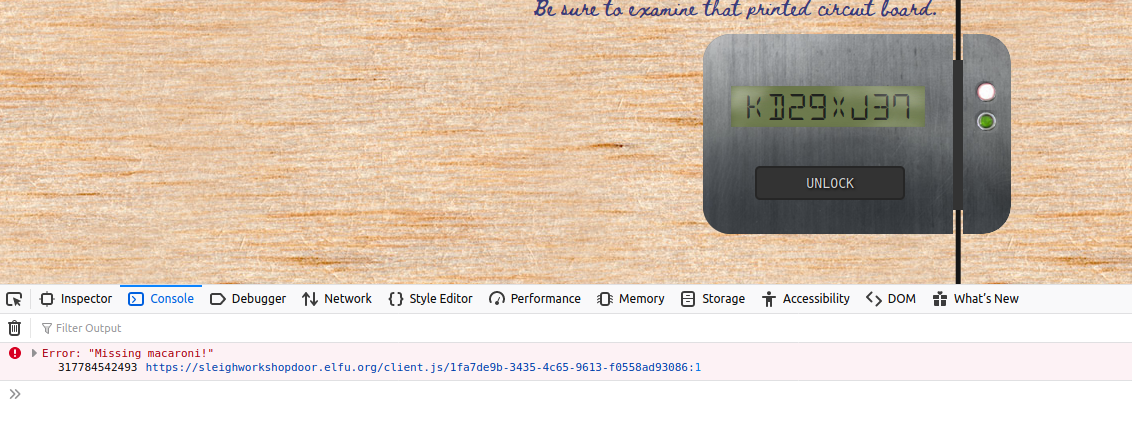 Be sure to examine that printed circuit board.
KD29XJ37
UNLOCK
Inspector Console Debugger Network Style Editor Performance Memory Storage Accessibility DOM What's New
Filter Output
Error: "Missing macaroni!"
317784542493 https://sleighworkshopdoor.elfu.org/client.js/1fa7de9b-3435-4c65-9613-f0558ad93086:1